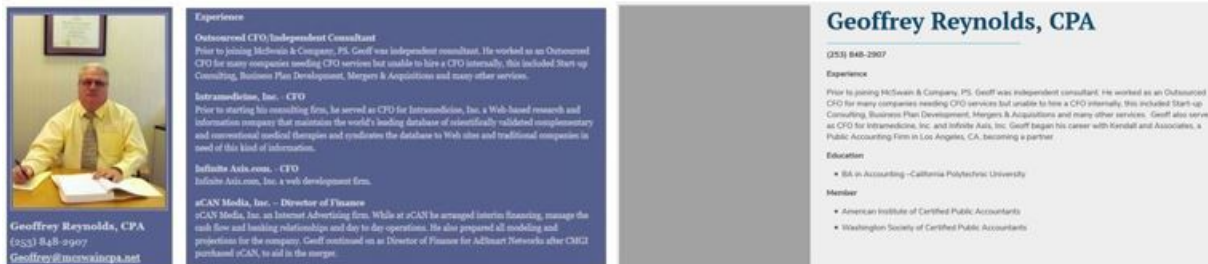 Geoffrey Reynolds, CPA
(253) 848-2907
Geoffrey@mcswaincpa.net
Experience
Outsourced CFO/Independent Consultant
Prior to joining McSwain & Company, PS. Geoff was independent consultant. He worked as an Outsourced
CFO for many companies needing CFO services but unable to hire a CFO internally, this included Start-up
Consulting, Business Plan Development, Mergers & Acquisitions and many other services.
Intramedicine, Inc. - CFO
Prior to starting his consulting firm, he served as CFO for Intramedicine, Inc. a Web-based research and
information company that maintains the world's leading database of scientifically validated complementary
and conventional medical therapies and syndicates the database to Web sites and traditional companies in
need of this kind of information.
Infinite Axis.com. - CFO
Infinite Axis.com, Inc. a web development firm.
2CAN Media, Inc. – Director of Finance
2CAN Media, Inc. an Internet Advertising firm. While at 2CAN he arranged interim financing, manage the
cash flow and banking relationships and day to day operations. He also prepared all modeling and
projections for the company. Geoff continued on as Director of Finance for AdSmart Networks after CMGI
purchased 2CAN, to aid in the merger.
Geoffrey Reynolds, CPA
(253) 848-2907
Experience
Prior to joining McSwain & Company, PS. Geoff was independent consultant. He worked as an Outsourced
CFO for many companies needing CFO services but unable to hire a CFO internally, this included Start-up
Consulting, Business Plan Development, Mergers & Acquisitions and many other services. Geoff also serve
as CFO for Intramedicine, Inc. and Infinite Axis, Inc. Geoff began his career with Kendall and Associates, a
Public Accounting Firm in Los Angeles, CA, becoming a partner.
Education
BA in Accounting –California Polytechnic University
Member
American Institute of Certified Public Accountants
Washington Society of Certified Public Accountants